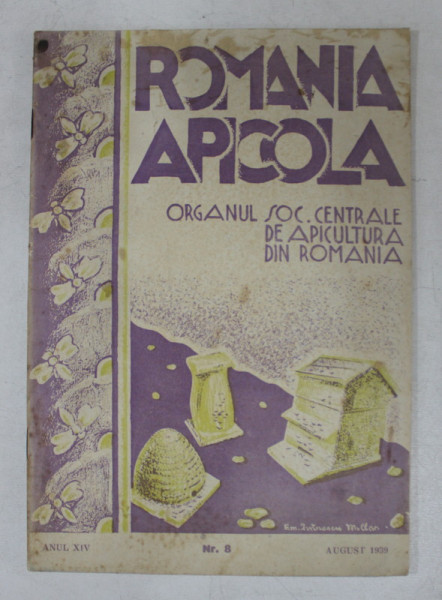 ROMANIA
APICOLA
ORGANUL SOC. CENTRALE
DE APICULTURA
DIN ROMANIA
ANUL XIV Nr. 8 AUGUST 1939